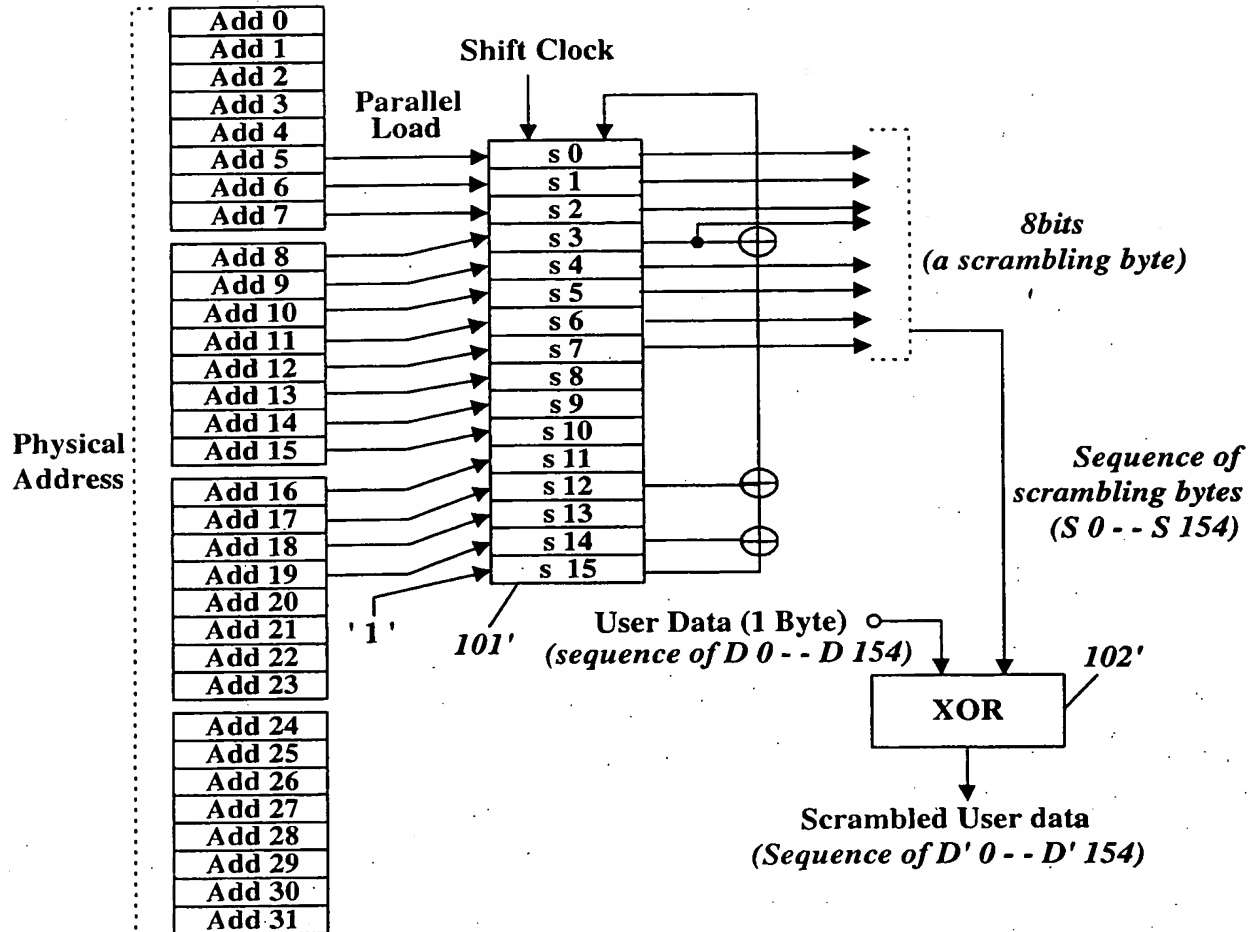 Add 0
Add 1
Add 2
Add 3
Add 4
Add 5
Add 6
Add 7
Add 8
Add 9
Add 10
Add 11
Add 12
Add 13
Add 14
Add 15
Add 16
Add 17
Add 18
Add 19
Add 20
Add 21
Add 22
Add 23
Add 24
Add 25
Add 26
Add 27
Add 28
Add 29
Add 30
Add 31
Physical
Address
Parallel
Load
Shift Clock
s 0
s 1
s 2
s 3
s 4
s 5
s 6
s 7
s 8
s 9
s 10
s 11
s 12
s 13
s 14
s 15
' 1 '
101'
8bits
(a scrambling byte)
Sequence of
scrambling bytes
(S 0 - - S 154)
User Data (1 Byte)
(sequence of D 0 - - D 154)
102'
XOR
Scrambled User data
(Sequence of D' 0 - - D' 154)